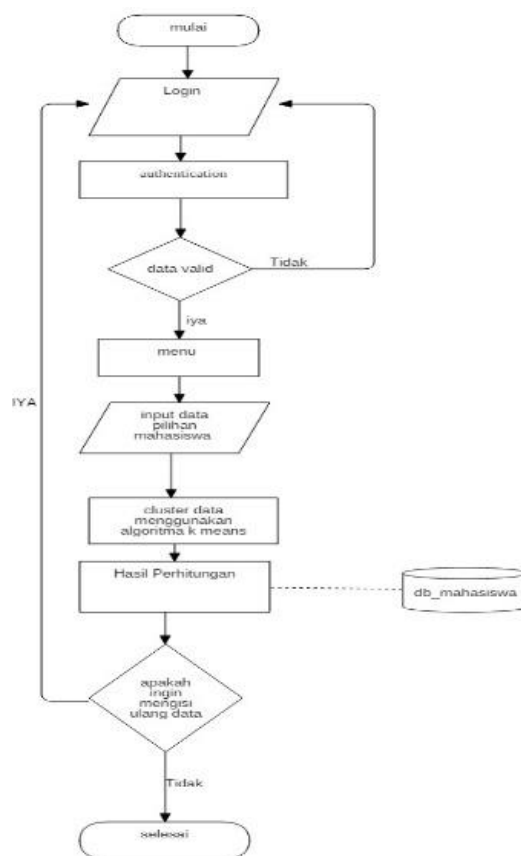 mulai
Login
authentication
data valid
Tidak
iya
menu
IYA
input data
pilihan
mahasiswa
cluster data
menggunakan
algoritma k means
Hasil Perhitungan
db_mahasiswa
apakah
ingin
mengisi
ulang data
Tidak
selesai